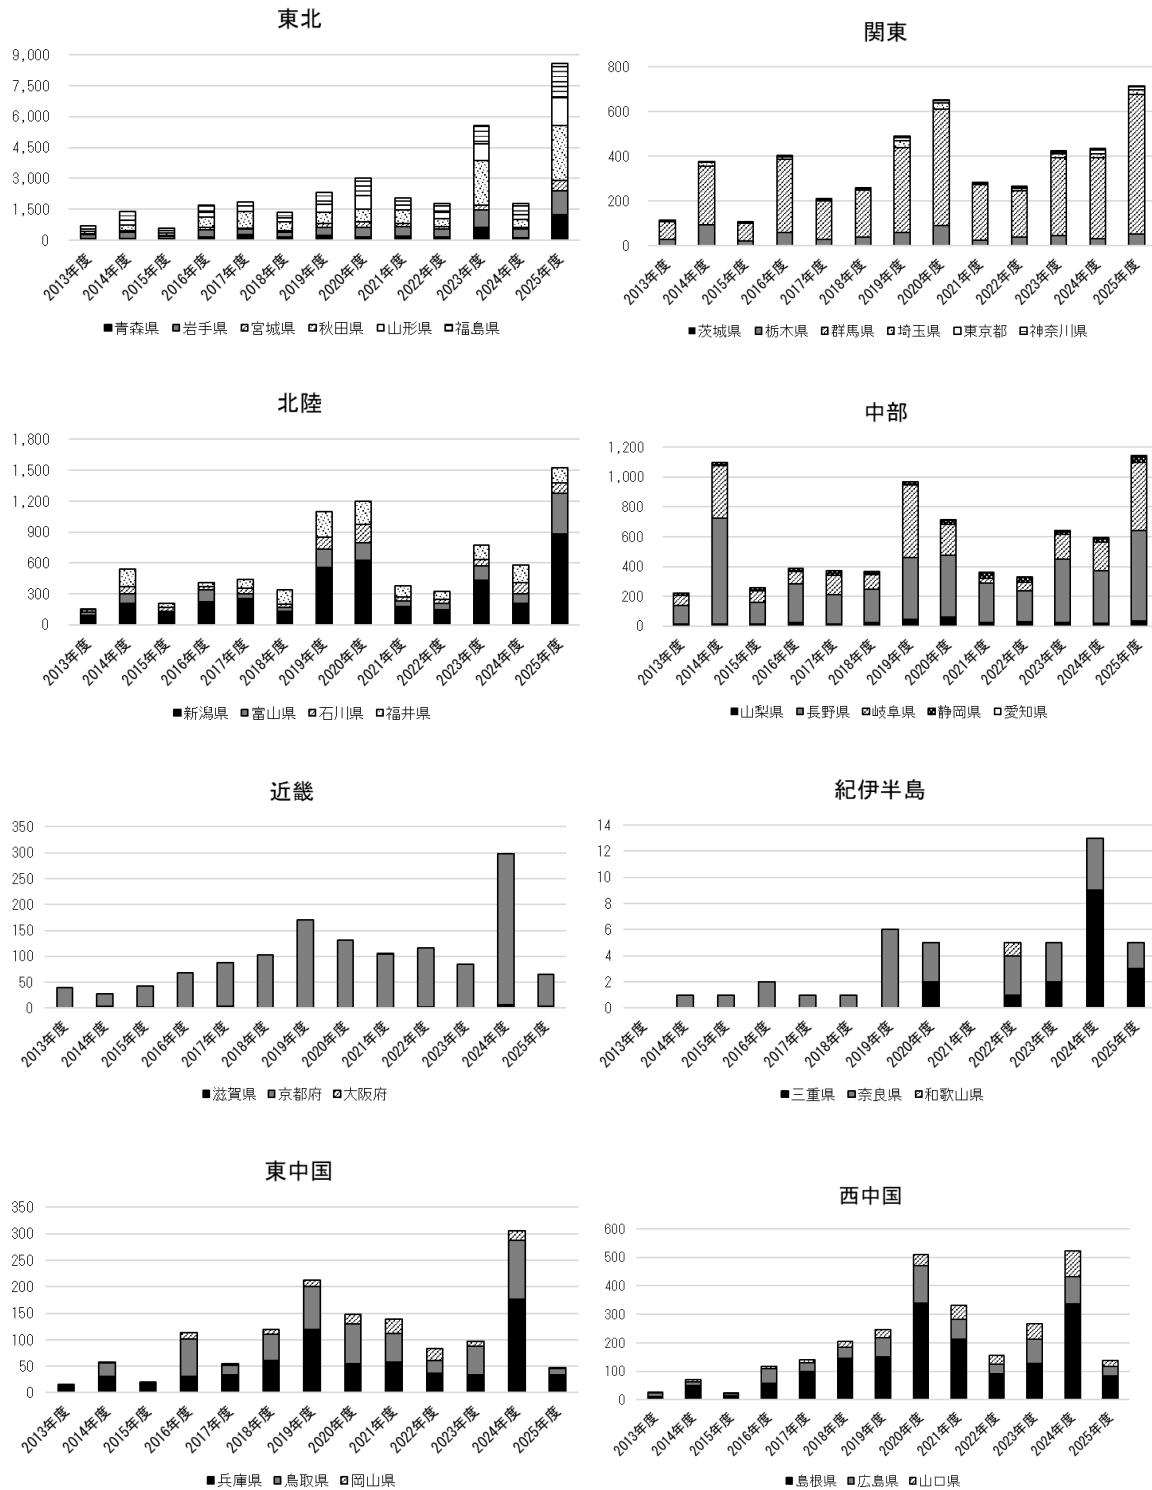 東北
9,000
7,500
6,000
4,500
3,000
1,500
0
2013年度 2014年度 2015年度 2016年度 2017年度 2018年度 2019年度 2020年度 2021年度 2022年度 2023年度 2024年度 2025年度
■青森県 ■岩手県 宮城県 秋田県 山形県 福島県
関東
800
600
400
200
0
2013年度 2014年度 2015年度 2016年度 2017年度 2018年度 2019年度 2020年度 2021年度 2022年度 2023年度 2024年度 2025年度
■茨城県 ■栃木県 群馬県 埼玉県 東京都 神奈川県
北陸
1,800
1,500
1,200
900
600
300
0
2013年度 2014年度 2015年度 2016年度 2017年度 2018年度 2019年度 2020年度 2021年度 2022年度 2023年度 2024年度 2025年度
■新潟県 ■富山県 石川県 福井県
中部
1,200
1,000
800
600
400
200
0
2013年度 2014年度 2015年度 2016年度 2017年度 2018年度 2019年度 2020年度 2021年度 2022年度 2023年度 2024年度 2025年度
■山梨県 ■長野県 岐阜県 静岡県 愛知県
近畿
350
300
250
200
150
100
50
0
2013年度 2014年度 2015年度 2016年度 2017年度 2018年度 2019年度 2020年度 2021年度 2022年度 2023年度 2024年度 2025年度
■滋賀県 ■京都府 大阪府
紀伊半島
14
12
10
8
6
4
2
0
2013年度 2014年度 2015年度 2016年度 2017年度 2018年度 2019年度 2020年度 2021年度 2022年度 2023年度 2024年度 2025年度
■三重県 ■奈良県 和歌山県
東中国
350
300
250
200
150
100
50
0
2013年度 2014年度 2015年度 2016年度 2017年度 2018年度 2019年度 2020年度 2021年度 2022年度 2023年度 2024年度 2025年度
■兵庫県 ■鳥取県 岡山県
西中国
600
500
400
300
200
100
0
2013年度 2014年度 2015年度 2016年度 2017年度 2018年度 2019年度 2020年度 2021年度 2022年度 2023年度 2024年度 2025年度
■島根県 ■広島県 山口県